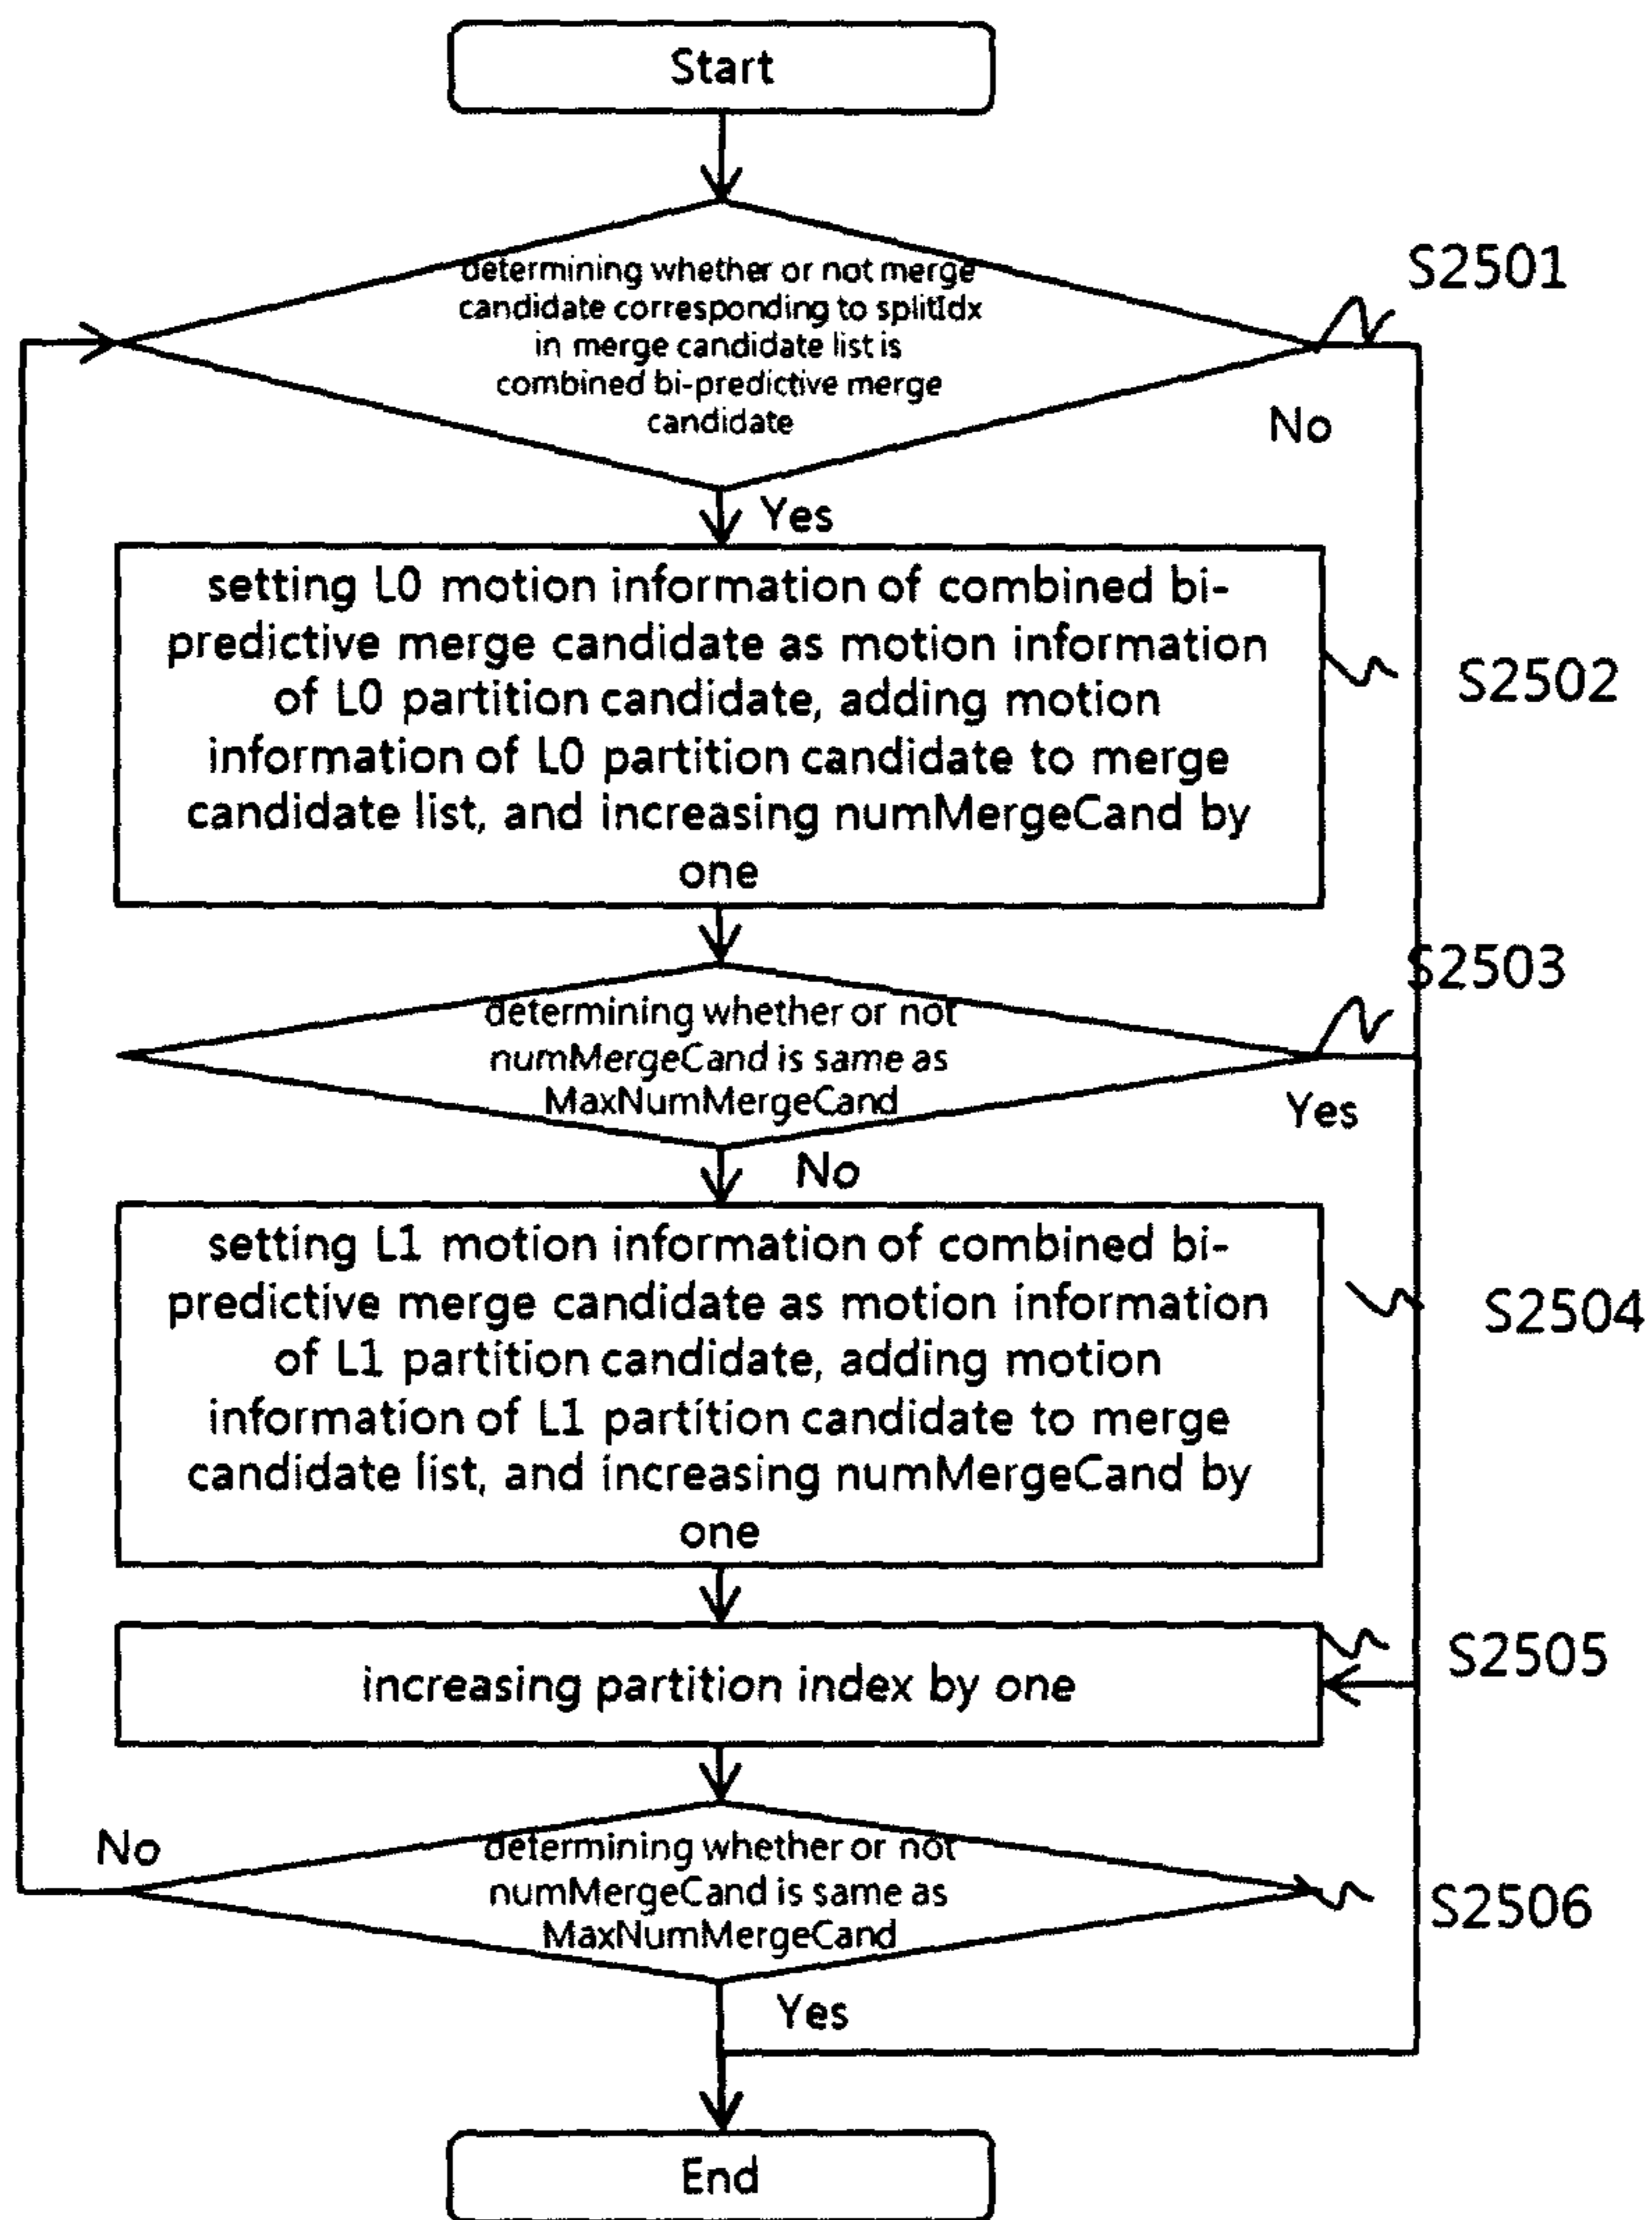 Start
determining whether or not merge
candidate corresponding to splitIdx
in merge candidate list is
combined bi-predictive merge
candidate
S2501
No
Yes
setting L0 motion information of combined bi-
predictive merge candidate as motion information
of L0 partition candidate, adding motion
information of L0 partition candidate to merge
candidate list, and increasing numMergeCand by
one
S2502
S2503
determining whether or not
numMergeCand is same as
MaxNumMergeCand
Yes
No
setting L1 motion information of combined bi-
predictive merge candidate as motion information
of L1 partition candidate, adding motion
information of L1 partition candidate to merge
candidate list, and increasing numMergeCand by
one
S2504
increasing partition index by one
S2505
No
determining whether or not
numMergeCand is same as
MaxNumMergeCand
S2506
Yes
End